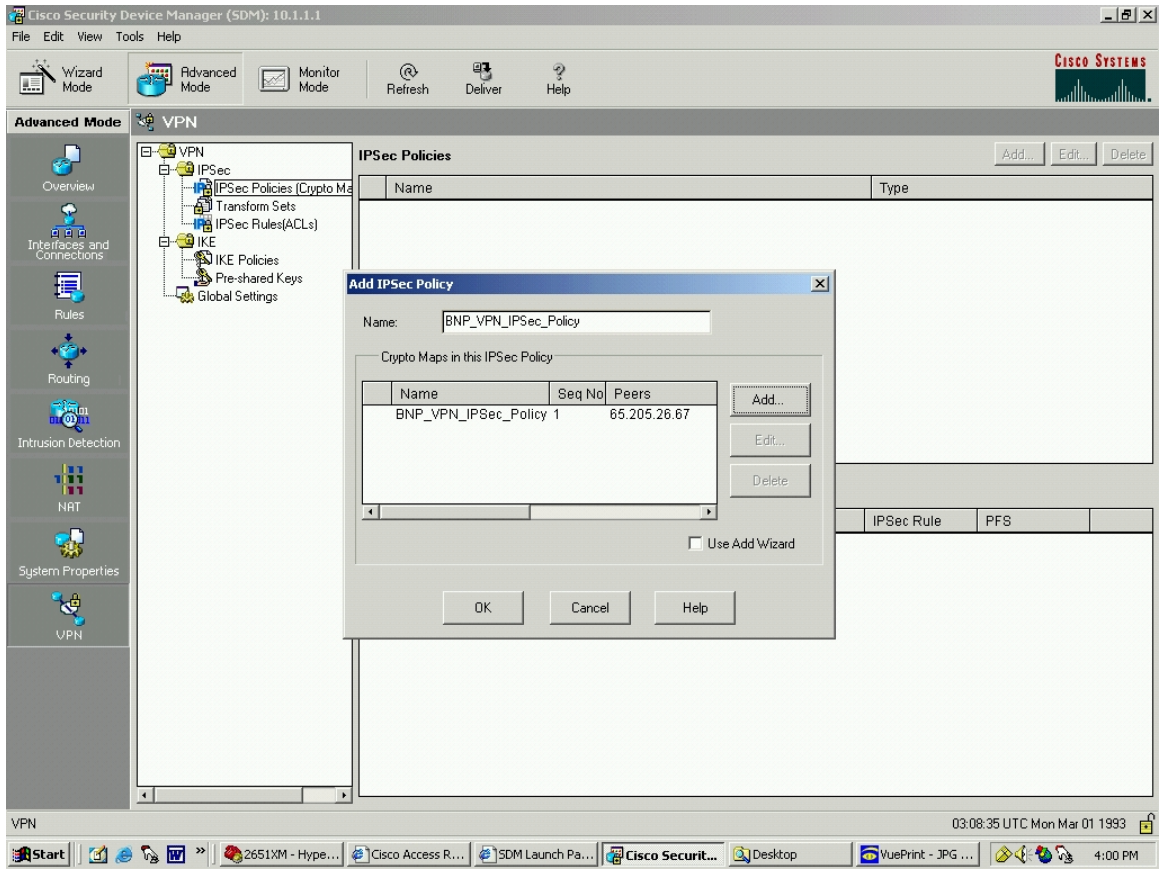 Cisco Security Device Manager (SDM): 10.1.1.1
File Edit View Tools Help
Wizard Mode
Advanced Mode
Monitor Mode
Refresh
Deliver
Help
CISCO SYSTEMS
Advanced Mode
VPN
Overview
Interfaces and Connections
Rules
Routing
Intrusion Detection
NAT
System Properties
VPN
VPN
IPSec
IPSec Policies (Crypto Ma
Transform Sets
IPSec Rules(ACLs)
IKE
IKE Policies
Pre-shared Keys
Global Settings
IPSec Policies
Add... Edit... Delete
Name Type
Add IPSec Policy
Name: BNP_VPN_IPSec_Policy
Crypto Maps in this IPSec Policy
Name Seq No Peers
BNP_VPN_IPSec_Policy 1 65.205.26.67
Add...
Edit...
Delete
Use Add Wizard
OK Cancel Help
IPSec Rule PFS
VPN
03:08:35 UTC Mon Mar 01 1993
Start
2651XM - Hype...
Cisco Access R...
SDM Launch Pa...
Cisco Securit...
Desktop
VuePrint - JPG ...
4:00 PM